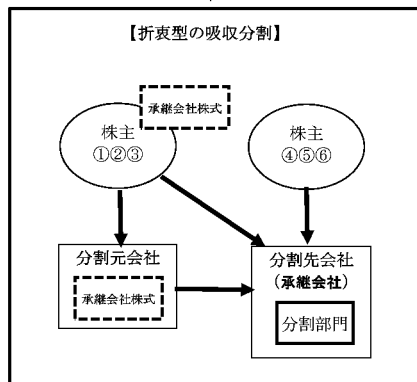 【折衷型の吸収分割】
承継会社株式
株主
①②③
株主
④⑤⑥
分割元会社
承継会社株式
分割先会社
(承継会社)
分割部門